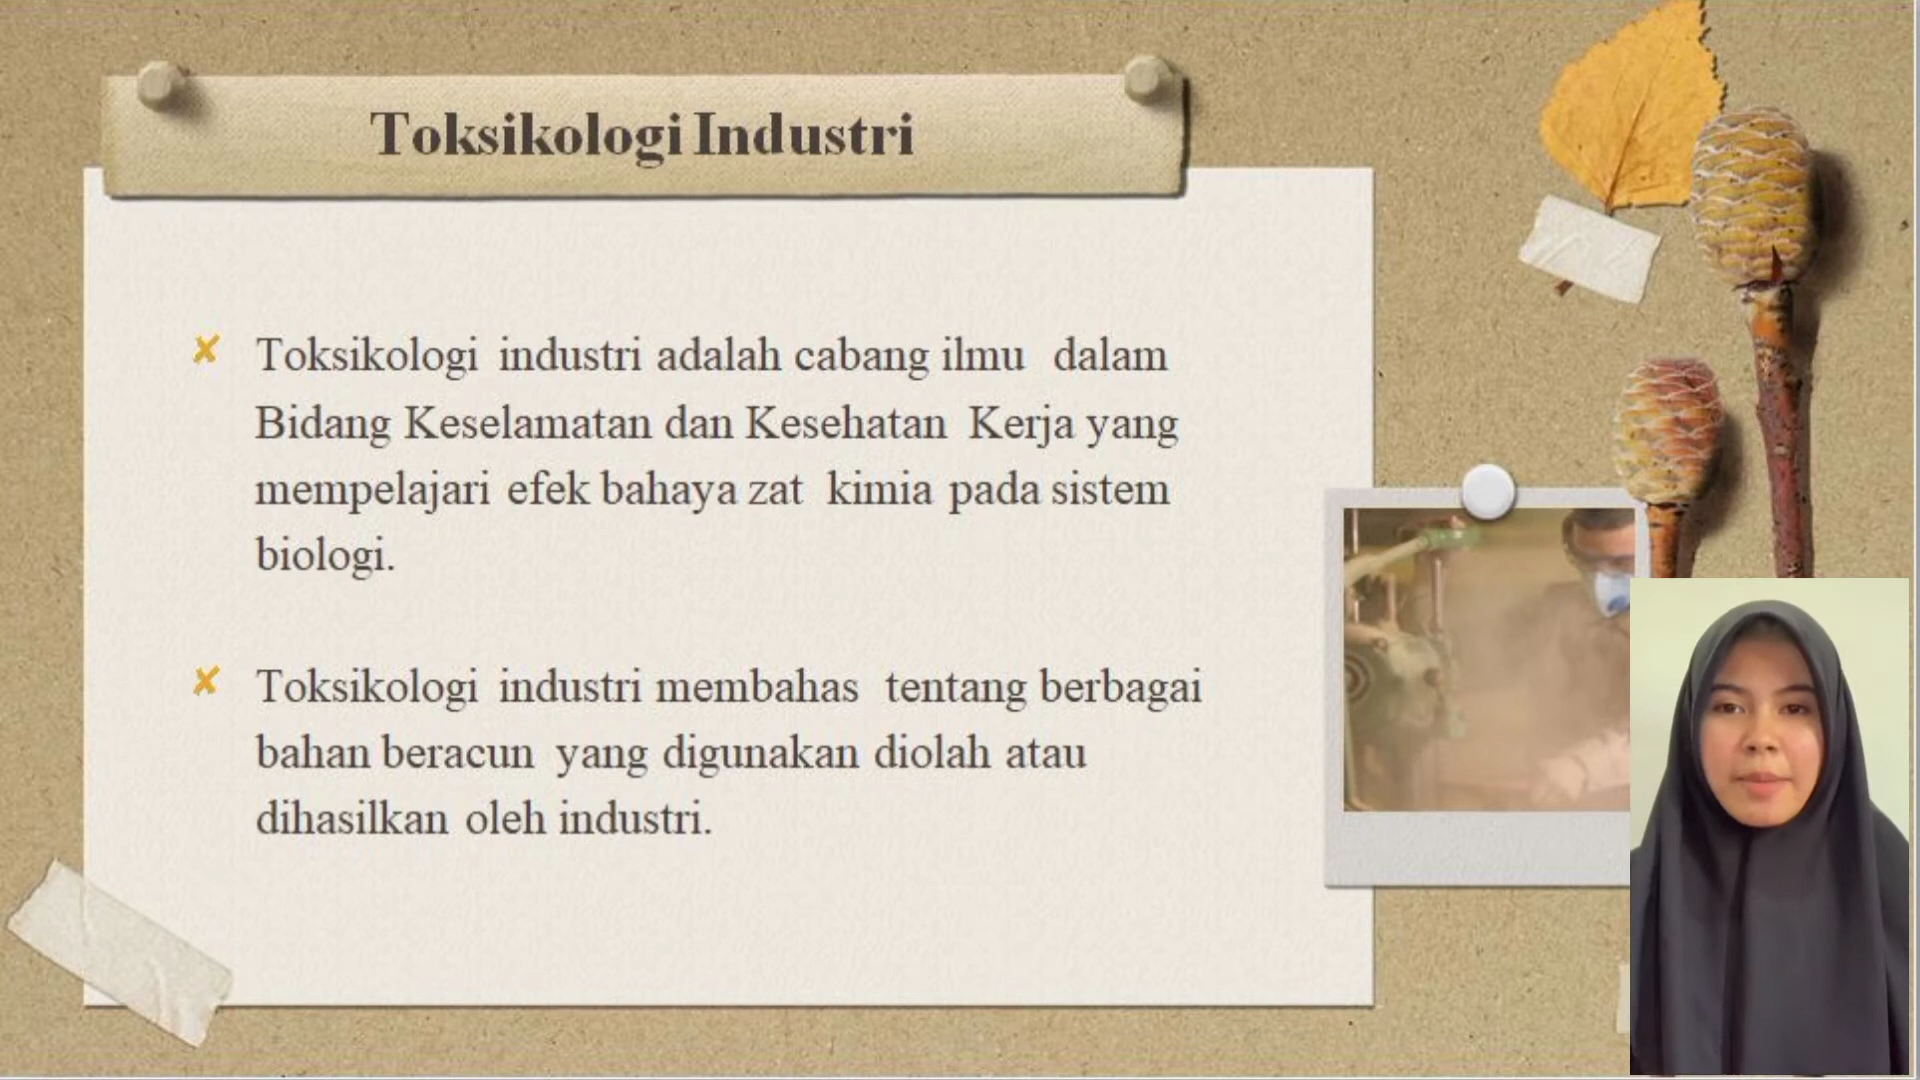 Toksikologi Industri
Toksikologi industri adalah cabang ilmu dalam
Bidang Keselamatan dan Kesehatan Kerja yang
mempelajari efek bahaya zat kimia pada sistem
biologi.
Toksikologi industri membahas tentang berbagai
bahan beracun yang digunakan diolah atau
dihasilkan oleh industri.